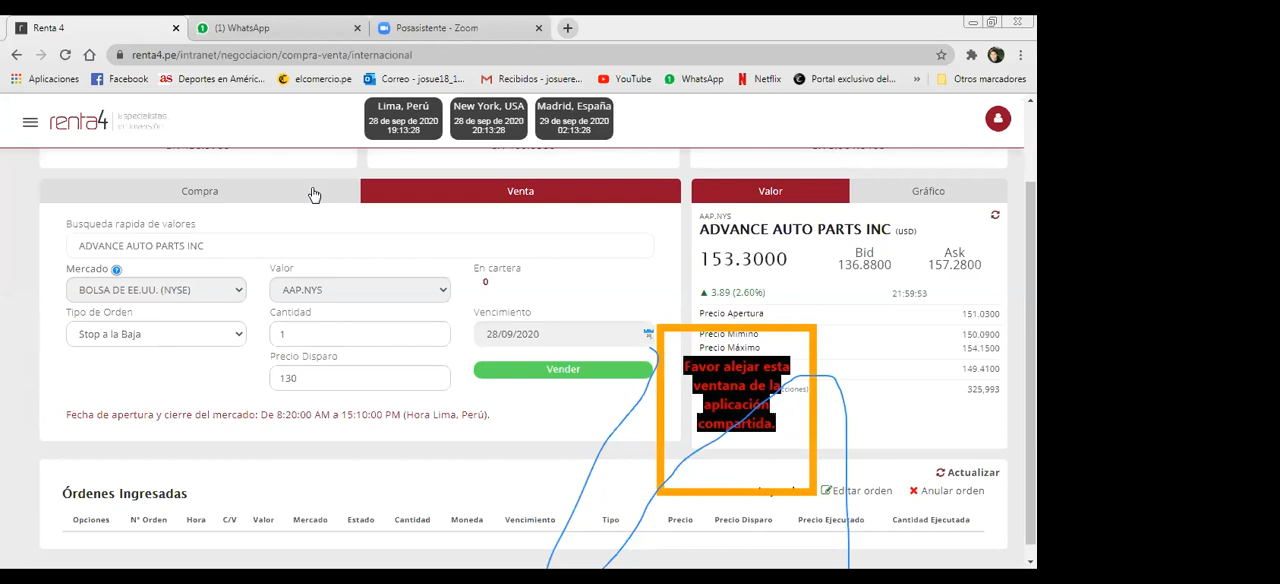 Renta 4
(1) WhatsApp
Posasistente - Zoom
renta4.pe/intranet/negociacion/compra-venta/internacional
Aplicaciones
Facebook
as Deportes en Améric...
elcomercio.pe
Correo - josue18_1...
Recibidos - josuere...
YouTube
WhatsApp
Netflix
Portal exclusivo del...
»
Otros marcadores
renta4
Especialistas
en inversión
Lima, Perú
28 de sep de 2020
19:13:28
New York, USA
28 de sep de 2020
20:13:28
Madrid, España
29 de sep de 2020
02:13:28
Compra
Venta
Valor
Gráfico
Busqueda rapida de valores
ADVANCE AUTO PARTS INC
Mercado ?
BOLSA DE EE.UU. (NYSE)
Valor
AAP.NYS
En cartera
0
Tipo de Orden
Stop a la Baja
Cantidad
1
Vencimiento
28/09/2020
Precio Disparo
130
Vender
Fecha de apertura y cierre del mercado: De 8:20:00 AM a 15:10:00 PM (Hora Lima, Perú).
AAP.NYS
ADVANCE AUTO PARTS INC (USD)
153.3000
Bid
136.8800
Ask
157.2800
▲ 3.89 (2.60%)
21:59:53
Precio Apertura 151.0300
Precio Mimino 150.0900
Precio Máximo 154.1500
149.4100
325,993
Favor alejar esta
ventana de la
aplicación
compartida.
Actualizar
Órdenes Ingresadas
Editar orden
Anular orden
Opciones N° Orden Hora C/V Valor Mercado Estado Cantidad Moneda Vencimiento Tipo Precio Precio Disparo Precio Ejecutado Cantidad Ejecutada